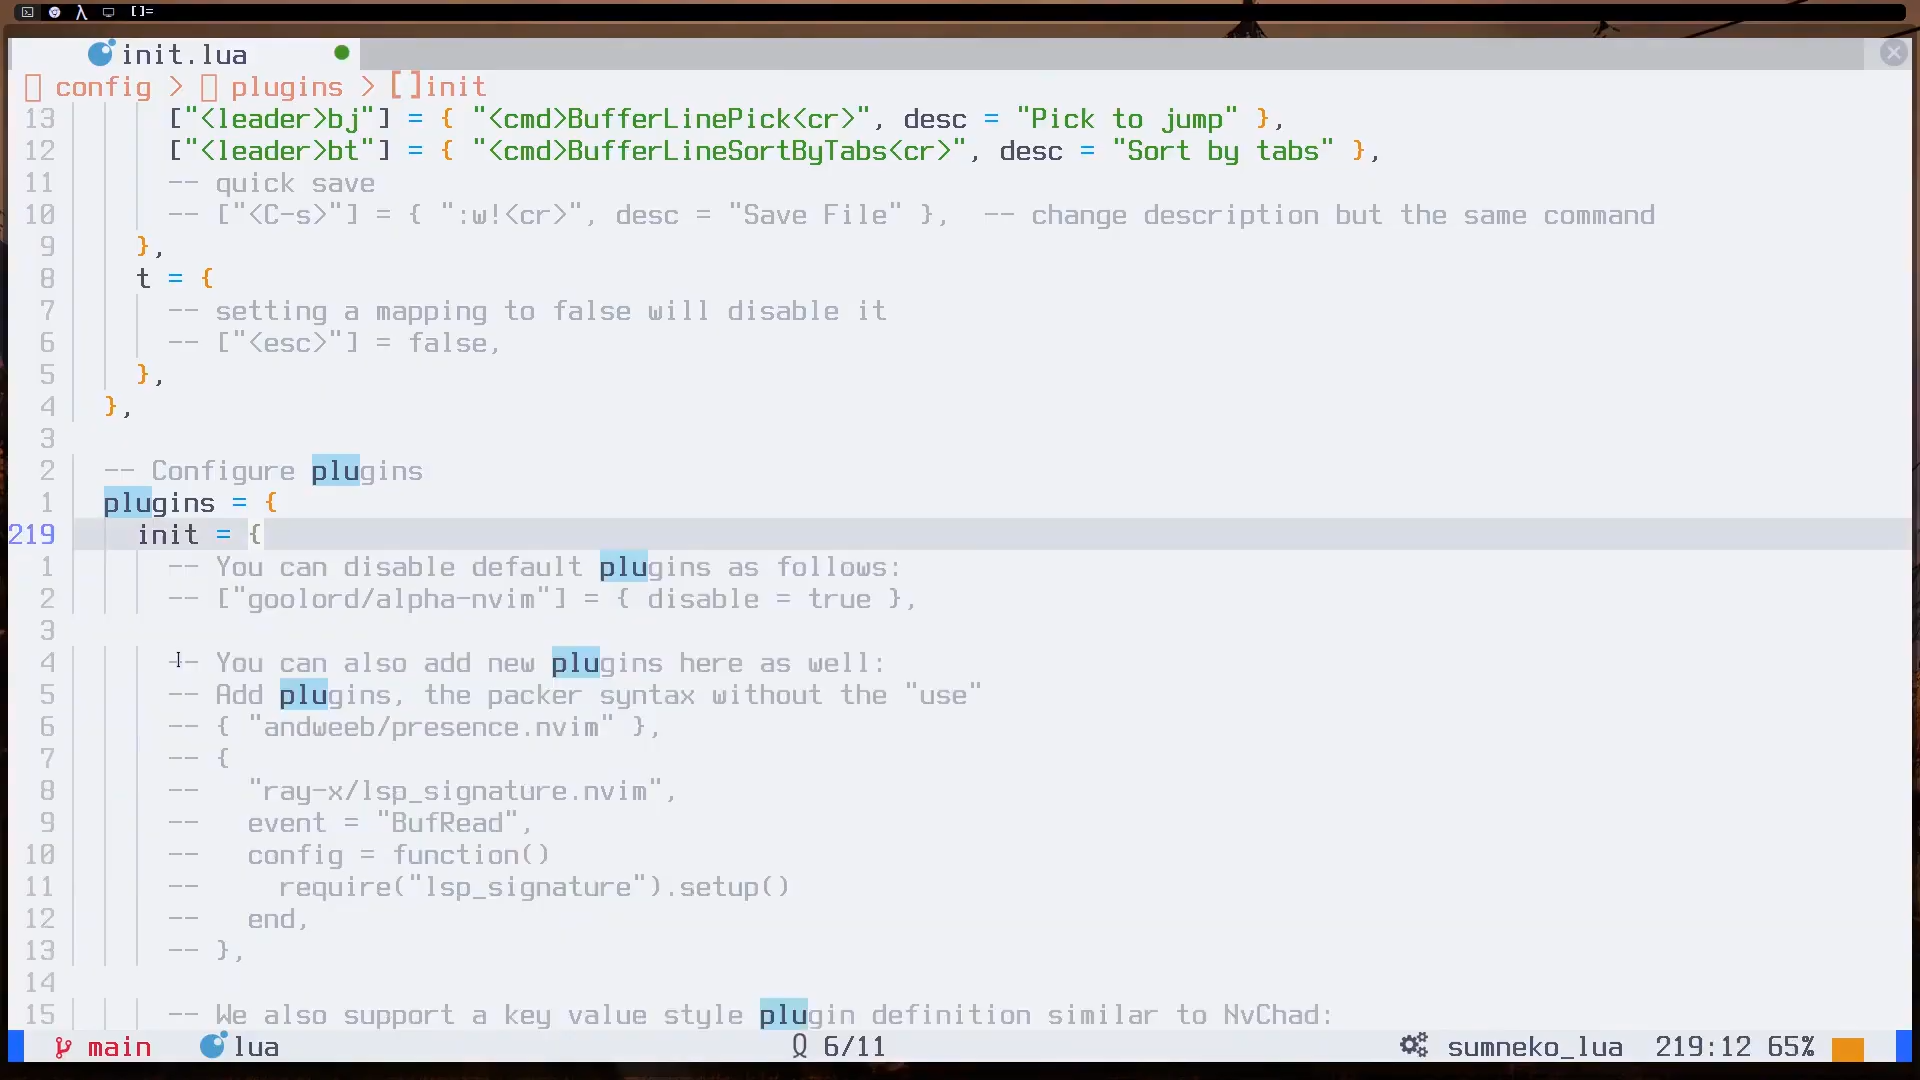 λ []=
init.lua
config > plugins > []init
13 ["<leader>bj"] = { "<cmd>BufferLinePick<cr>", desc = "Pick to jump" },
12 ["<leader>bt"] = { "<cmd>BufferLineSortByTabs<cr>", desc = "Sort by tabs" },
11 -- quick save
10 -- ["<C-s>"] = { ":w!<cr>", desc = "Save File" },  -- change description but the same command
9 },
8 t = {
7 -- setting a mapping to false will disable it
6 -- ["<esc>"] = false,
5 },
4 },
3
2 -- Configure plugins
1 plugins = {
219 init = {
1 -- You can disable default plugins as follows:
2 -- ["goolord/alpha-nvim"] = { disable = true },
3
4 -- You can also add new plugins here as well:
5 -- Add plugins, the packer syntax without the "use"
6 -- { "andweeb/presence.nvim" },
7 -- {
8 --   "ray-x/lsp_signature.nvim",
9 --   event = "BufRead",
10 --   config = function()
11 --     require("lsp_signature").setup()
12 --   end,
13 -- },
14
15 -- We also support a key value style plugin definition similar to NvChad:
main lua 6/11 sumneko_lua 219:12 65%